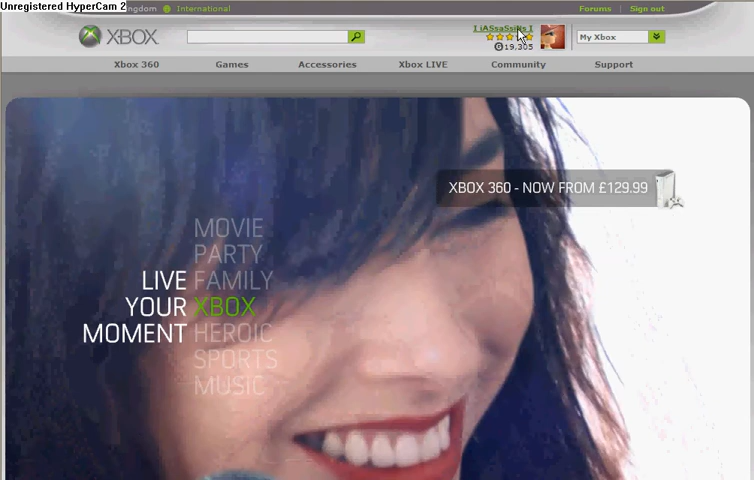 Unregistered HyperCam 2
International
Forums | Sign out
XBOX
19,305
My Xbox
Xbox 360 Games Accessories Xbox LIVE Community Support
XBOX 360 - NOW FROM £129.99
MOVIE
PARTY
LIVE FAMILY
YOUR XBOX
MOMENT HEROIC
SPORTS
MUSIC